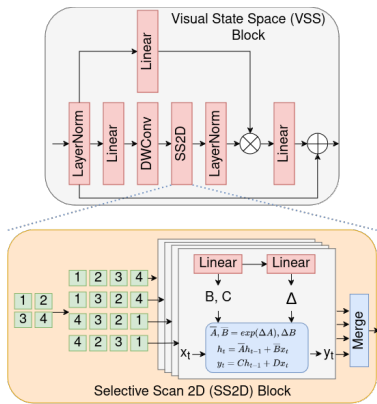 Visual State Space (VSS)
Block
Linear
LayerNorm
Linear
DWConv
SS2D
LayerNorm
Linear
1 2
3 4
1 2 3 4
1 3 2 4
4 3 2 1
4 2 3 1
Linear
Linear
B, C
Δ
x_t
A̅, B̅ = exp(ΔA), ΔB
h_t = A̅h_{t-1} + B̅x_t
y_t = Ch_{t-1} + Dx_t
y_t
Merge
Selective Scan 2D (SS2D) Block